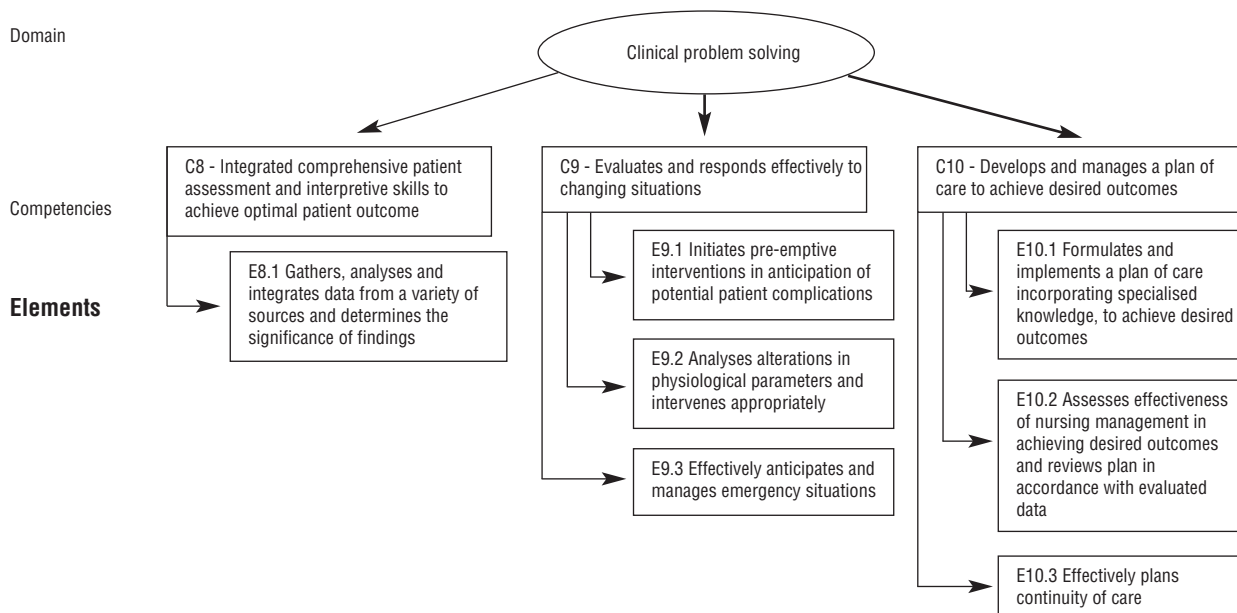 Domain
Clinical problem solving
Competencies
C8 - Integrated comprehensive patient
assessment and interpretive skills to
achieve optimal patient outcome
C9 - Evaluates and responds effectively to
changing situations
C10 - Develops and manages a plan of
care to achieve desired outcomes
Elements
E8.1 Gathers, analyses and
integrates data from a variety of
sources and determines the
significance of findings
E9.1 Initiates pre-emptive
interventions in anticipation of
potential patient complications
E9.2 Analyses alterations in
physiological parameters and
intervenes appropriately
E9.3 Effectively anticipates and
manages emergency situations
E10.1 Formulates and
implements a plan of care
incorporating specialised
knowledge, to achieve desired
outcomes
E10.2 Assesses effectiveness
of nursing management in
achieving desired outcomes
and reviews plan in
accordance with evaluated
data
E10.3 Effectively plans
continuity of care